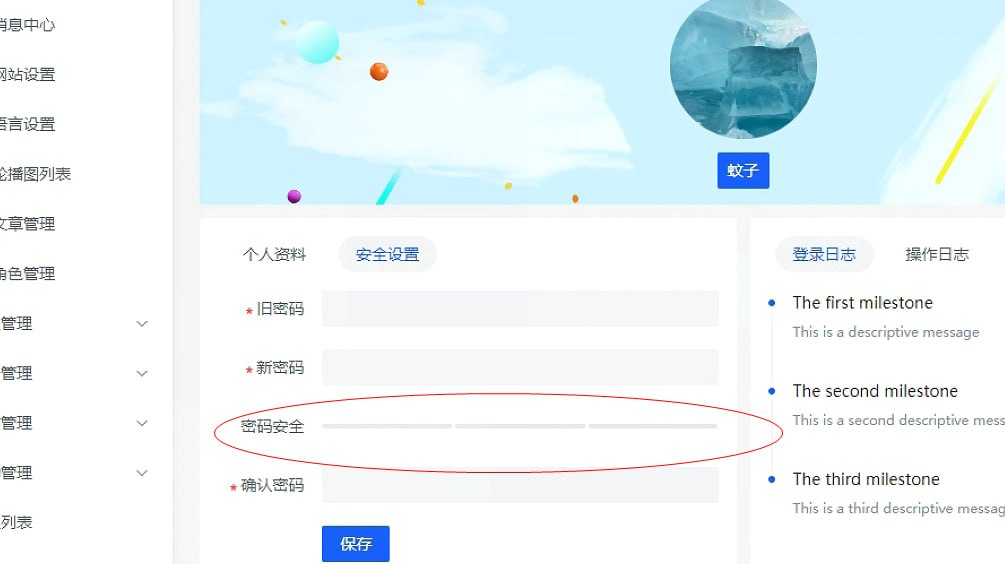 消息中心
网站设置
语言设置
轮播图列表
文章管理
角色管理
管理
管理
管理
管理
列表
蚊子
个人资料
安全设置
*旧密码
*新密码
密码安全
*确认密码
保存
登录日志
操作日志
The first milestone
This is a descriptive message
The second milestone
This is a second descriptive mess
The third milestone
This is a third descriptive messag